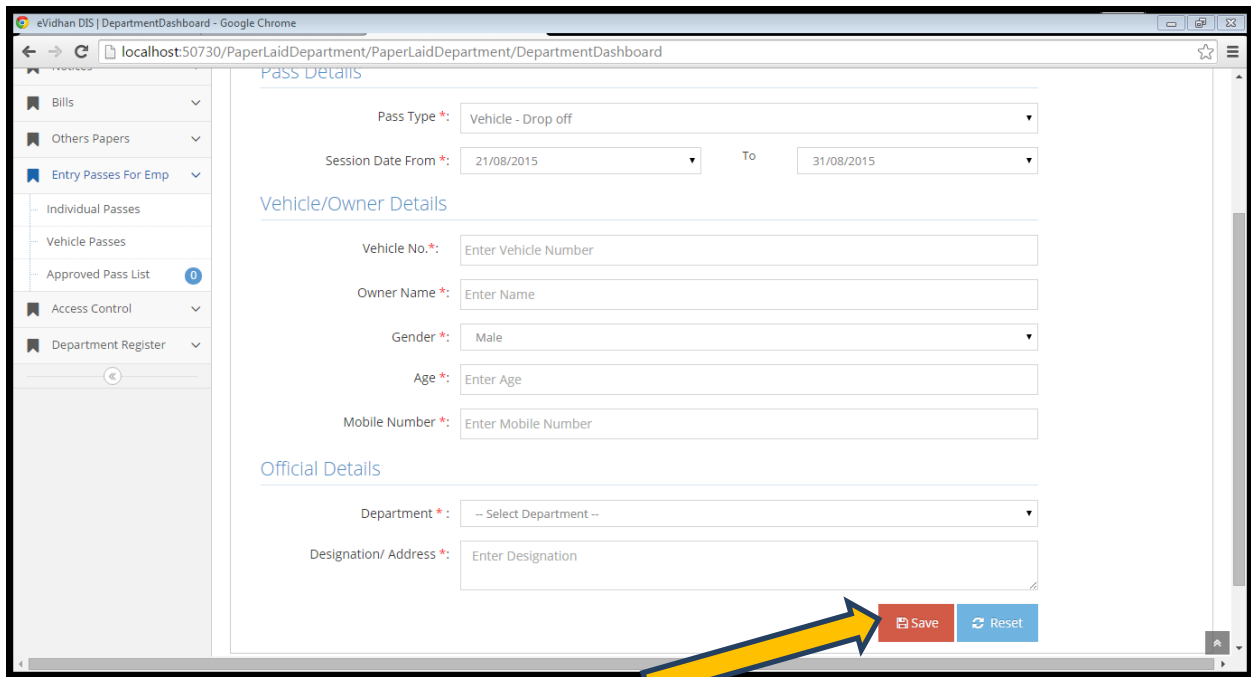 eVidhan DIS | DepartmentDashboard - Google Chrome
localhost:50730/PaperLaidDepartment/PaperLaidDepartment/DepartmentDashboard
Notices
Bills
Others Papers
Entry Passes For Emp
Individual Passes
Vehicle Passes
Approved Pass List 0
Access Control
Department Register
Pass Details
Pass Type *: Vehicle - Drop off
Session Date From *: 21/08/2015 To 31/08/2015
Vehicle/Owner Details
Vehicle No.*: Enter Vehicle Number
Owner Name *: Enter Name
Gender *: Male
Age *: Enter Age
Mobile Number *: Enter Mobile Number
Official Details
Department * : -- Select Department --
Designation/ Address *: Enter Designation
Save Reset